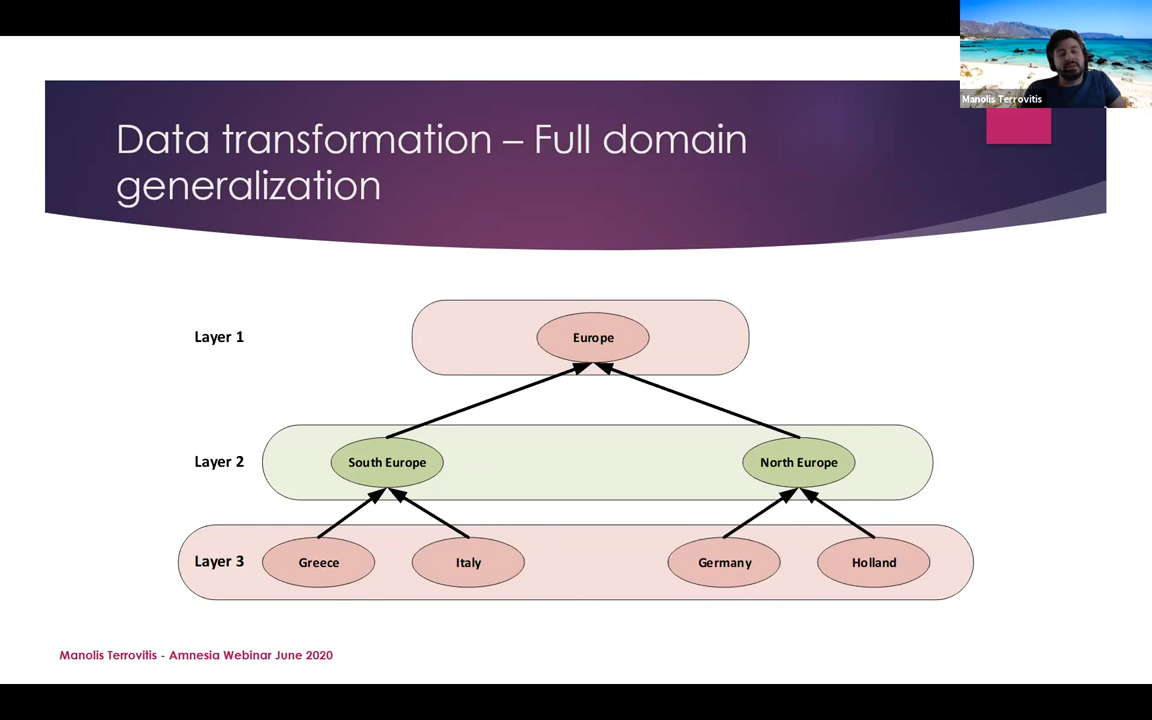 Manolis Terrovitis
Data transformation – Full domain
generalization
Layer 1
Europe
Layer 2
South Europe
North Europe
Layer 3
Greece
Italy
Germany
Holland
Manolis Terrovitis - Amnesia Webinar June 2020